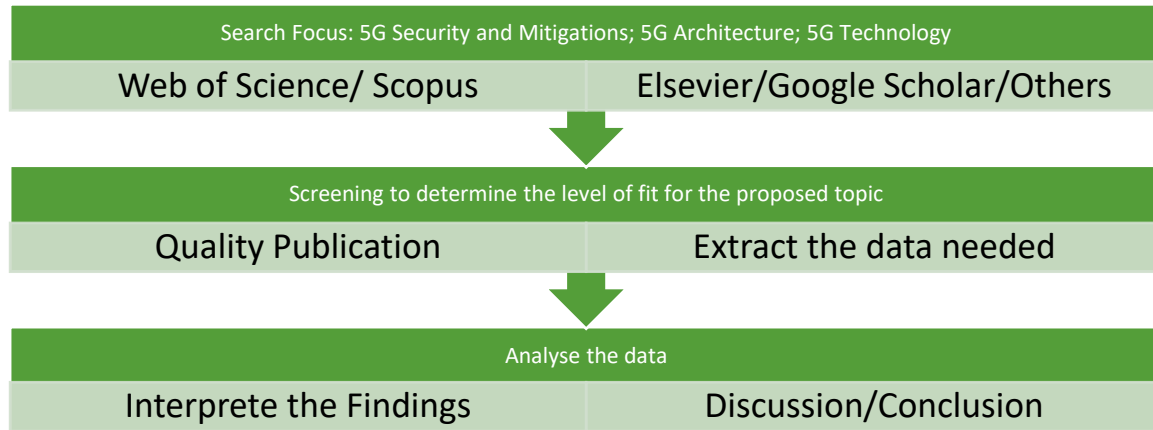 Search Focus: 5G Security and Mitigations; 5G Architecture; 5G Technology
Web of Science/ Scopus
Elsevier/Google Scholar/Others
Screening to determine the level of fit for the proposed topic
Quality Publication
Extract the data needed
Analyse the data
Interprete the Findings
Discussion/Conclusion